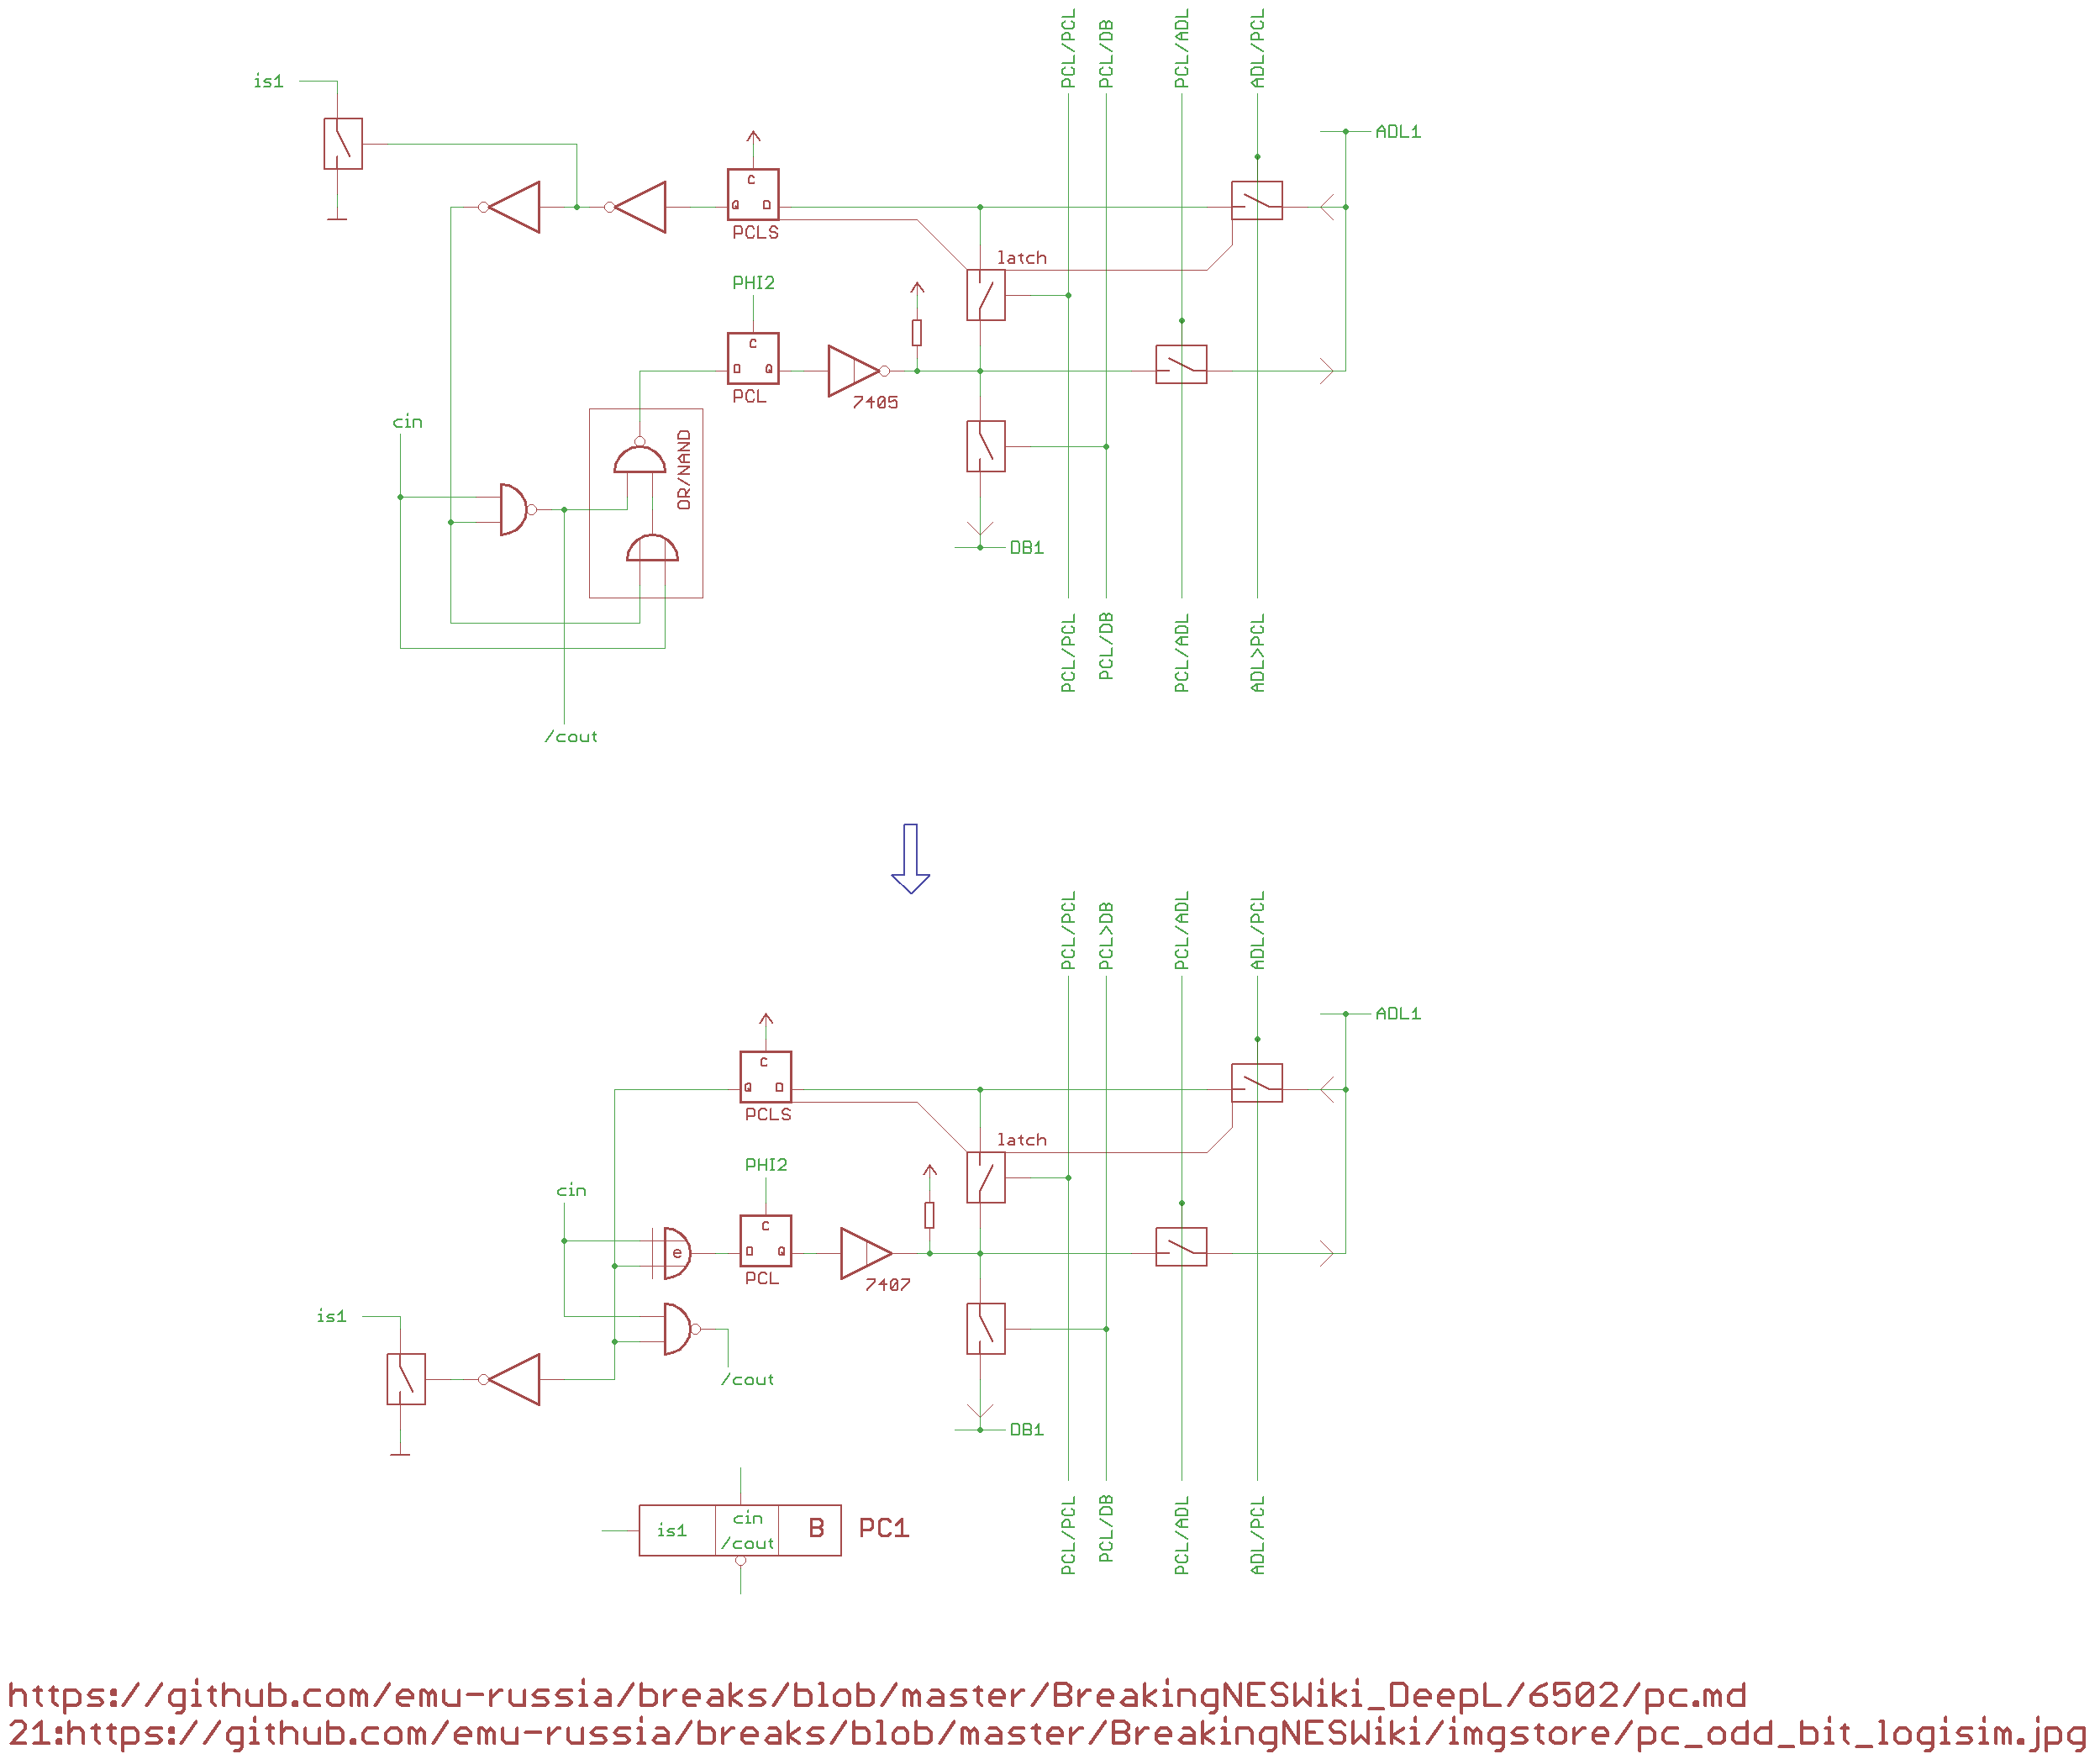 PCL/PCL
PCL/DB
PCL/ADL
ADL/PCL
is1
ADL1
C
Q D
PCLS
latch
PHI2
C
D Q
PCL
7405
cin
OR/NAND
DB1
PCL/PCL
PCL/DB
PCL/ADL
ADL>PCL
/cout
PCL/PCL
PCL>DB
PCL/ADL
ADL/PCL
ADL1
C
Q D
PCLS
latch
PHI2
cin
C
e
D Q
PCL
7407
is1
/cout
DB1
PCL/PCL
PCL/DB
PCL/ADL
ADL/PCL
cin
is1
B
PC1
/cout
https://github.com/emu-russia/breaks/blob/master/BreakingNESWiki_DeepL/6502/pc.md
21:https://github.com/emu-russia/breaks/blob/master/BreakingNESWiki/imgstore/pc_odd_bit_logisim.jpg